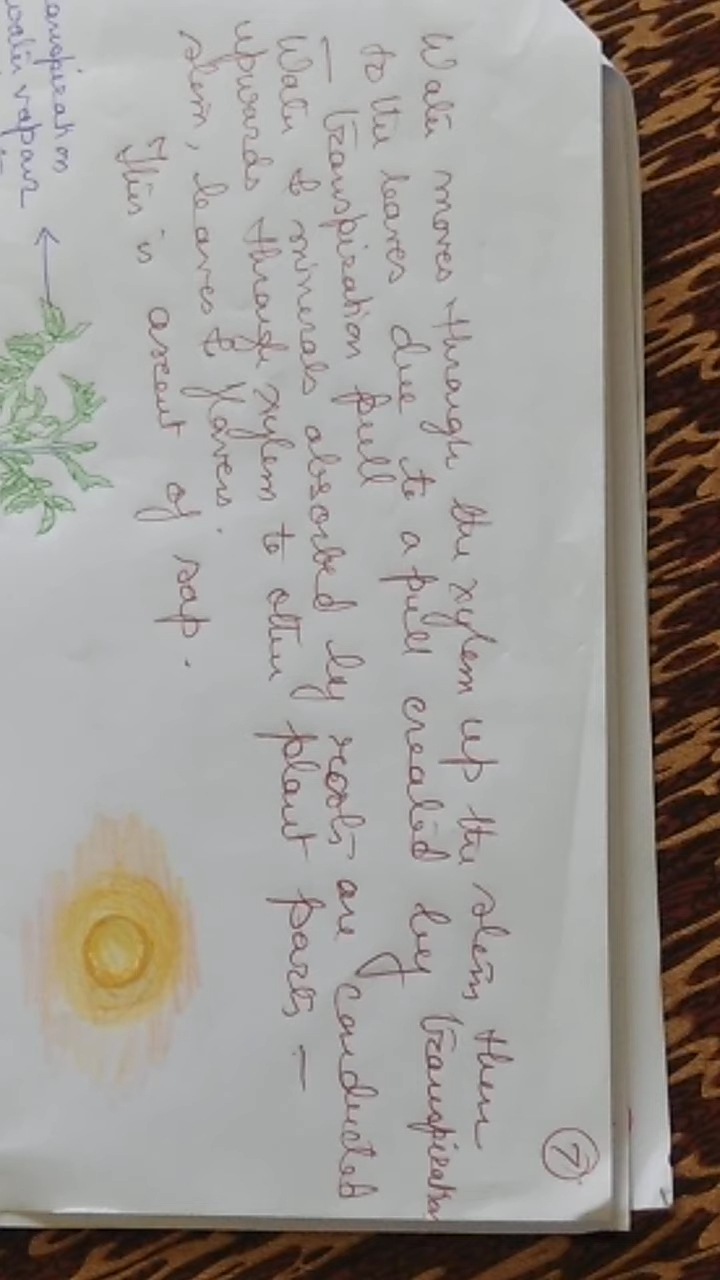 7
Water moves through the xylem up the stem, then
to the leaves due to a pull created by transpiration
– transpiration pull
Water & minerals absorbed by roots are conducted
upwards through xylem to other plant parts –
stem, leaves & flowers.
This is ascent of sap.
water vapour